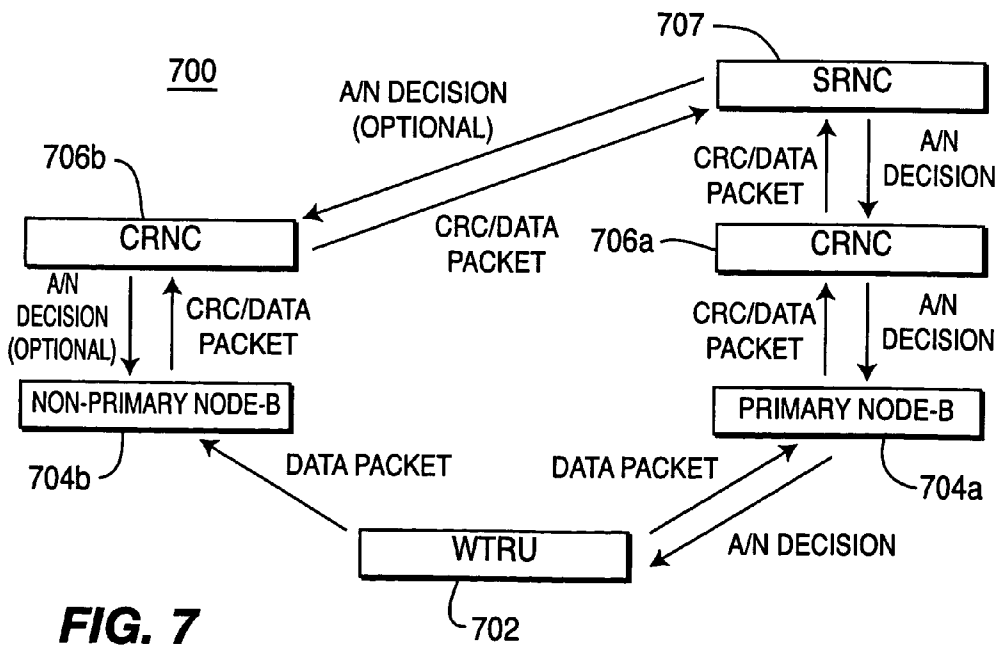 707
700
SRNC
A/N DECISION
(OPTIONAL)
706b
CRC/DATA
PACKET
A/N
DECISION
CRNC
CRC/DATA
PACKET
706a
CRNC
A/N
DECISION
(OPTIONAL)
CRC/DATA
PACKET
CRC/DATA
PACKET
A/N
DECISION
NON-PRIMARY NODE-B
PRIMARY NODE-B
704b
DATA PACKET
DATA PACKET
704a
WTRU
A/N DECISION
702
FIG. 7